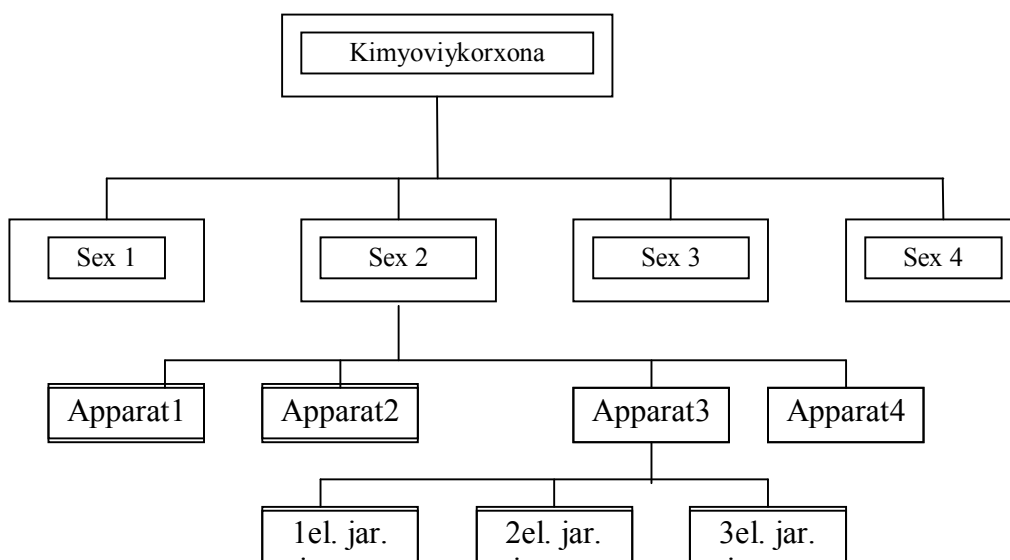 Kimyoviykorxona
Sex 1
Sex 2
Sex 3
Sex 4
Apparat1
Apparat2
Apparat3
Apparat4
1el. jar.
2el. jar.
3el. jar.